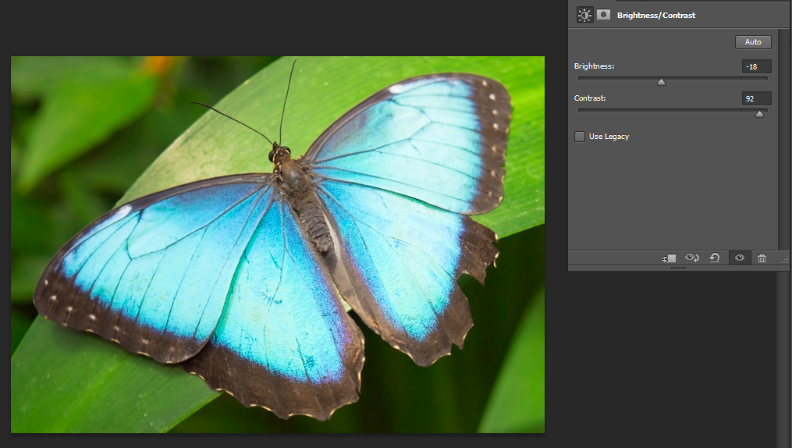 Brightness/Contrast
Auto
Brightness: -18
Contrast: 92
Use Legacy